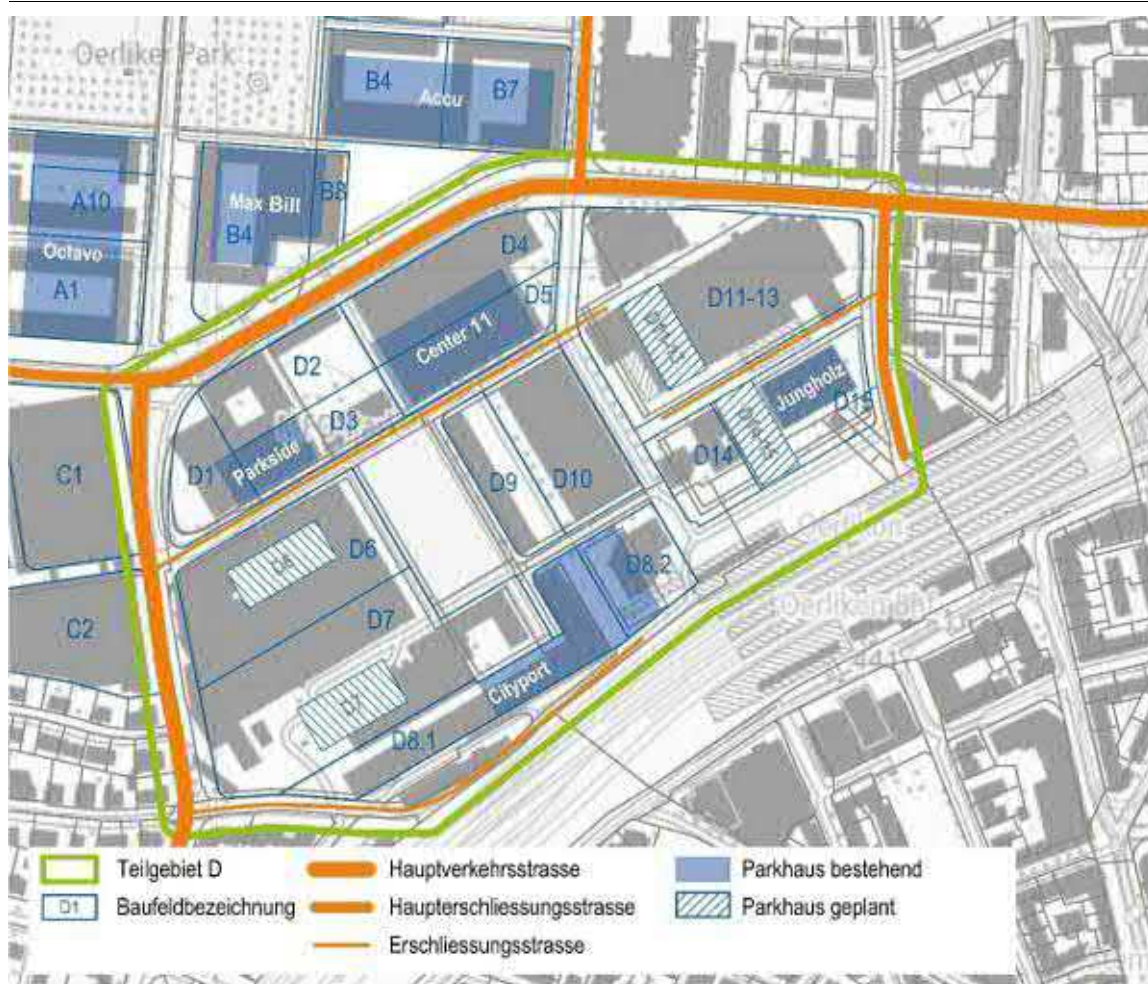 Oerliker Park
B4
B7
Accu
A10
Max Bill
B8
B4
Octavo
A1
D4
D5
D11-13
Center 11
D2
D3
Jungholz
D15
D1
Parkside
D14
C1
D9
D10
D6
D6
D8.2
Oerlikon
C2
D7
Cityport
D7
D8.1
Teilgebiet D
Hauptverkehrsstrasse
Parkhaus bestehend
D1
Baufeldbezeichnung
Haupterschliessungsstrasse
Parkhaus geplant
Erschliessungsstrasse